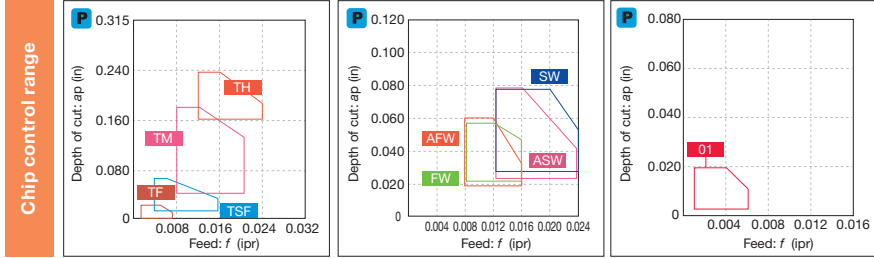 Chip control range
P
Depth of cut: ap (in)
0.315
0.240
0.160
0.080
0
TH
TM
TF
TSF
0.008 0.016 0.024 0.032
Feed: f (ipr)
P
Depth of cut: ap (in)
0.120
0.100
0.080
0.060
0.040
0.020
0
SW
AFW
ASW
FW
0.004 0.008 0.012 0.016 0.020 0.024
Feed: f (ipr)
P
Depth of cut: ap (in)
0.080
0.060
0.040
0.020
0
01
0.004 0.008 0.012 0.016
Feed: f (ipr)